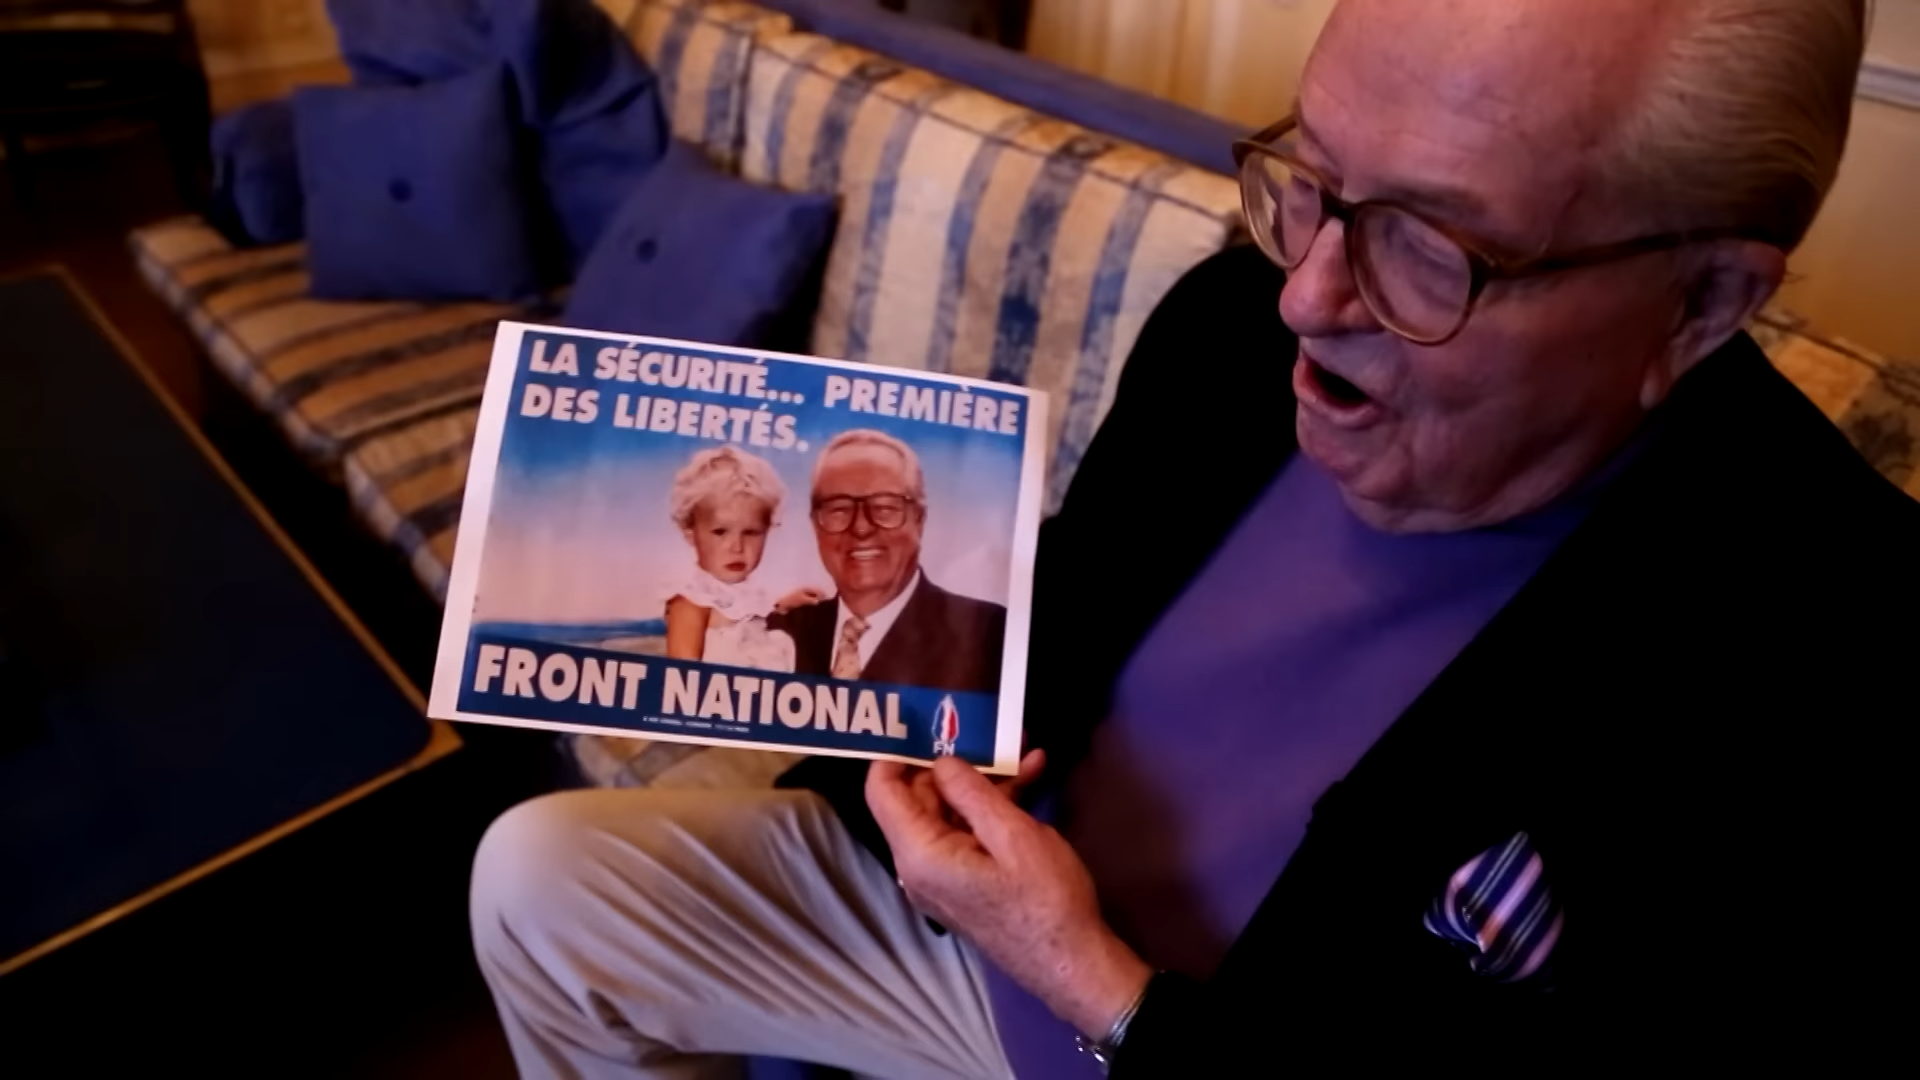 LA SÉCURITÉ... PREMIÈRE
DES LIBERTÉS.
FRONT NATIONAL
FN